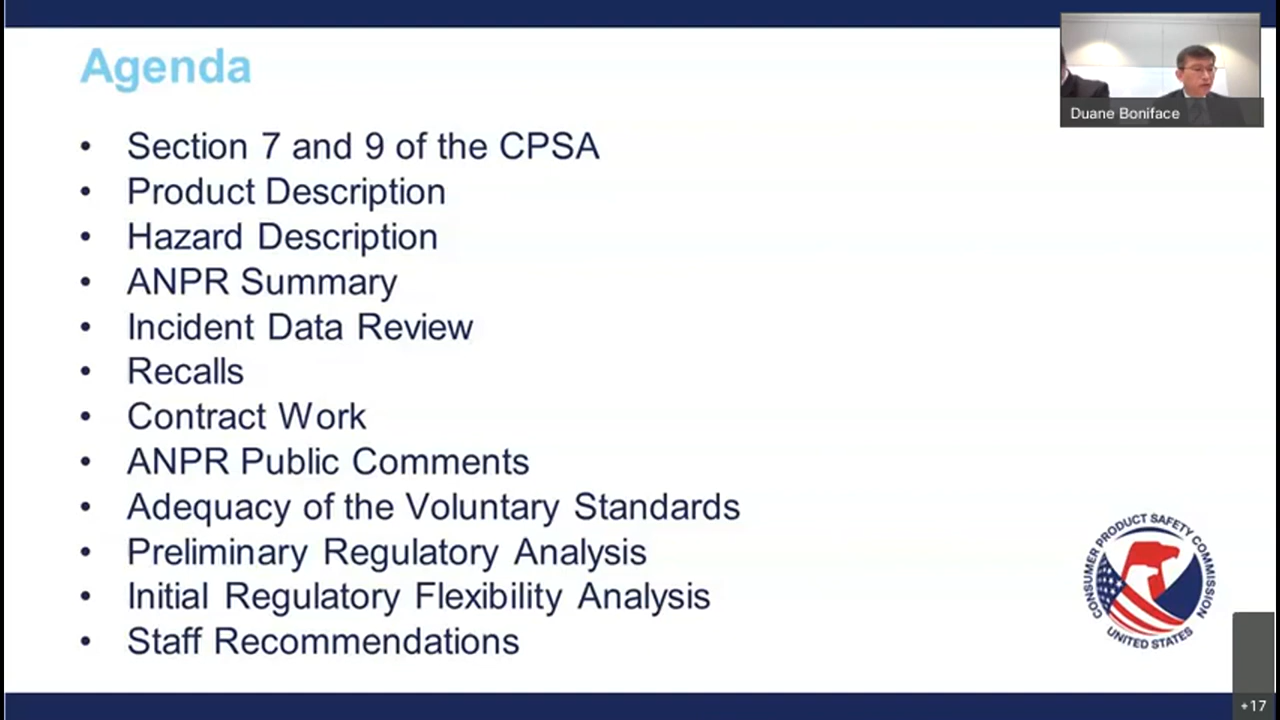 Agenda
Duane Boniface
• Section 7 and 9 of the CPSA
• Product Description
• Hazard Description
• ANPR Summary
• Incident Data Review
• Recalls
• Contract Work
• ANPR Public Comments
• Adequacy of the Voluntary Standards
• Preliminary Regulatory Analysis
• Initial Regulatory Flexibility Analysis
• Staff Recommendations
CONSUMER PRODUCT SAFETY COMMISSION
UNITED STATES
+17